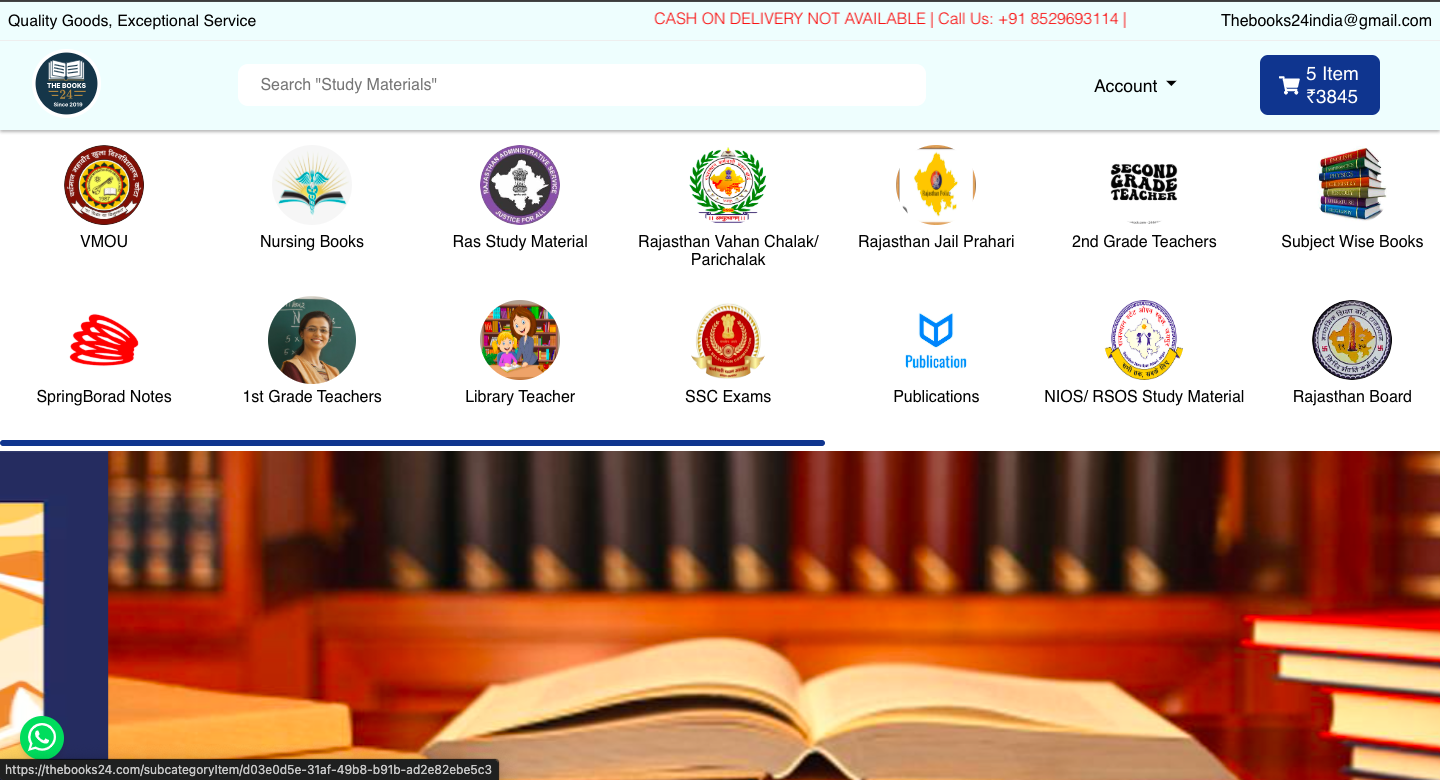 Quality Goods, Exceptional Service
CASH ON DELIVERY NOT AVAILABLE | Call Us: +91 8529693114 |
Thebooks24india@gmail.com
THE BOOKS
24
Since 2019
Search "Study Materials"
Account
5 Item
₹3845
RAJASTHAN ADMINISTRATIVE SERVICE
JUSTICE FOR ALL
SECOND
GRADE
TEACHER
VMOU
Nursing Books
Ras Study Material
Rajasthan Vahan Chalak/
Parichalak
Rajasthan Jail Prahari
2nd Grade Teachers
Subject Wise Books
Publication
SpringBorad Notes
1st Grade Teachers
Library Teacher
SSC Exams
Publications
NIOS/ RSOS Study Material
Rajasthan Board
https://thebooks24.com/subcategoryItem/d03e0d5e-31af-49b8-b91b-ad2e82ebe5c3